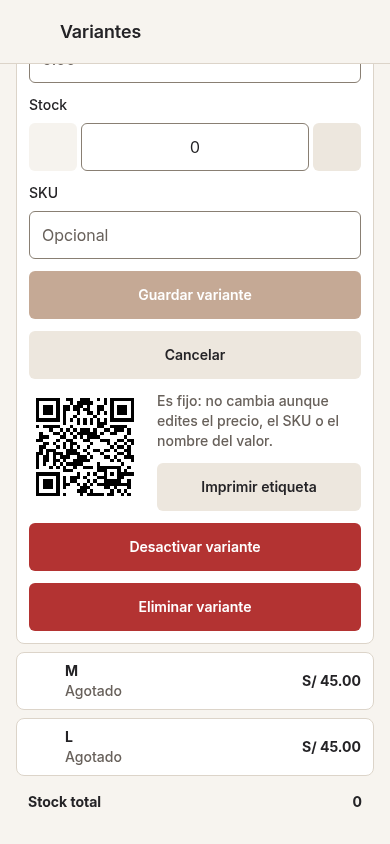 Variantes
Stock
0
SKU
Opcional
Guardar variante
Cancelar
Es fijo: no cambia aunque
edites el precio, el SKU o el
nombre del valor.
Imprimir etiqueta
Desactivar variante
Eliminar variante
M
Agotado
S/ 45.00
L
Agotado
S/ 45.00
Stock total
0